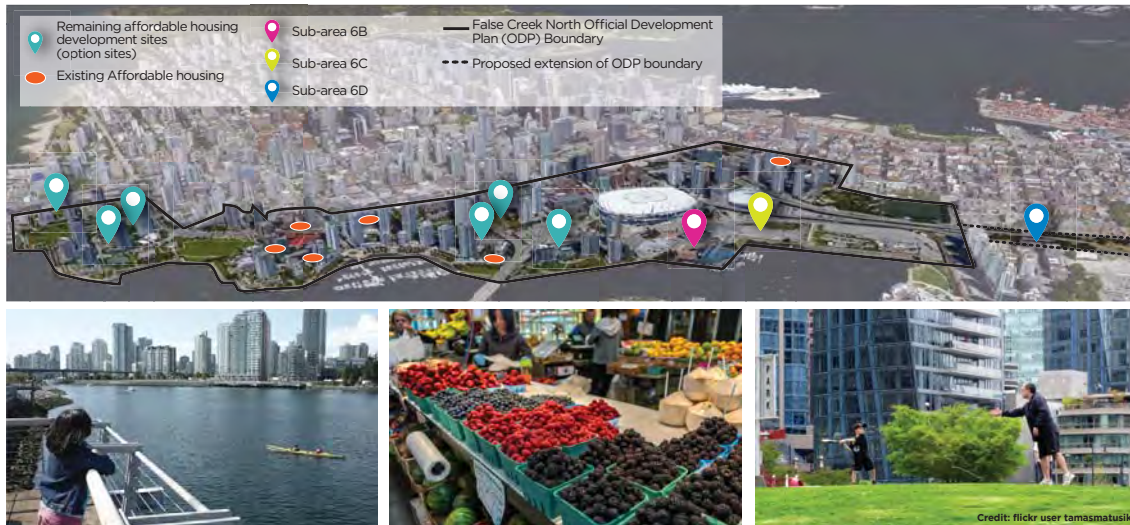 Remaining affordable housing
development sites
(option sites)
Existing Affordable housing
Sub-area 6B
Sub-area 6C
Sub-area 6D
False Creek North Official Development
Plan (ODP) Boundary
Proposed extension of ODP boundary
Credit: flickr user tamasmatusik